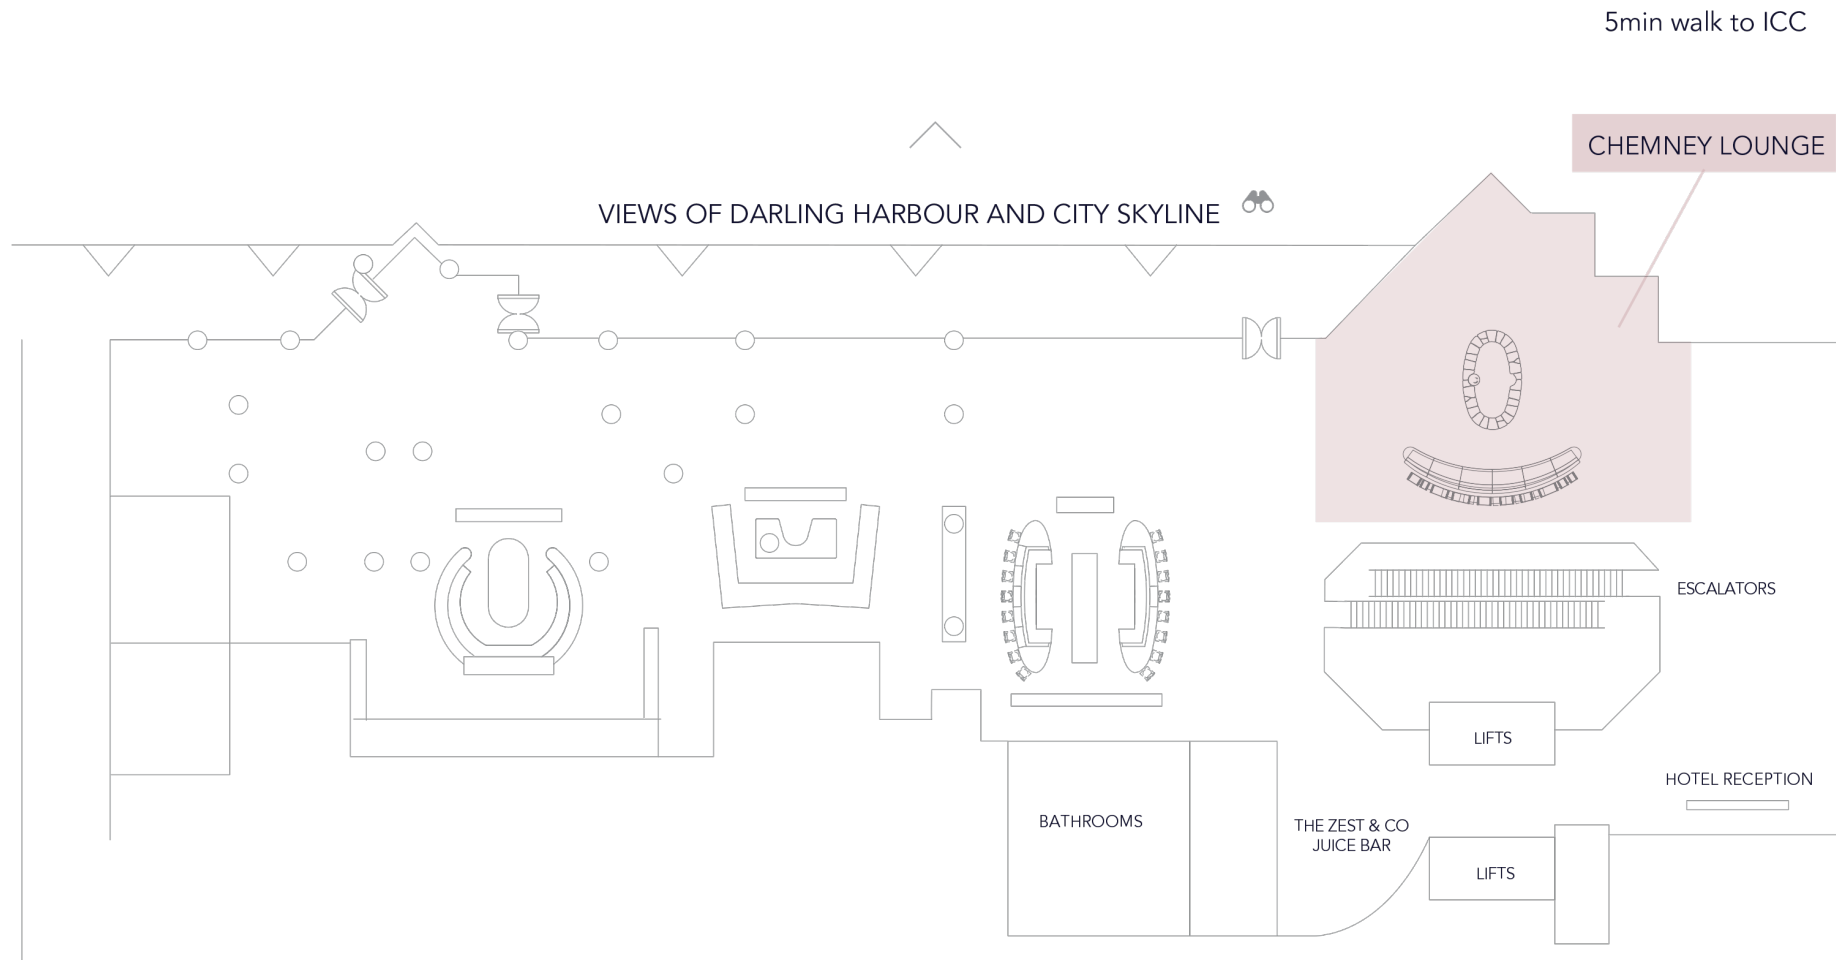 5min walk to ICC
CHEMNEY LOUNGE
VIEWS OF DARLING HARBOUR AND CITY SKYLINE
ESCALATORS
LIFTS
HOTEL RECEPTION
BATHROOMS
THE ZEST & CO
JUICE BAR
LIFTS